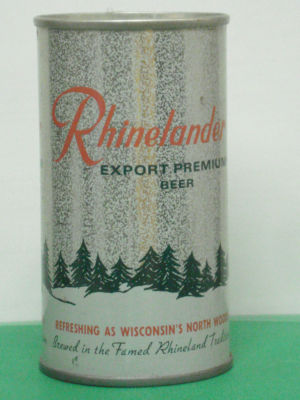 Rhinelander
EXPORT PREMIUM
BEER
REFRESHING AS WISCONSIN'S NORTH WOODS
Brewed in the Famed Rhineland